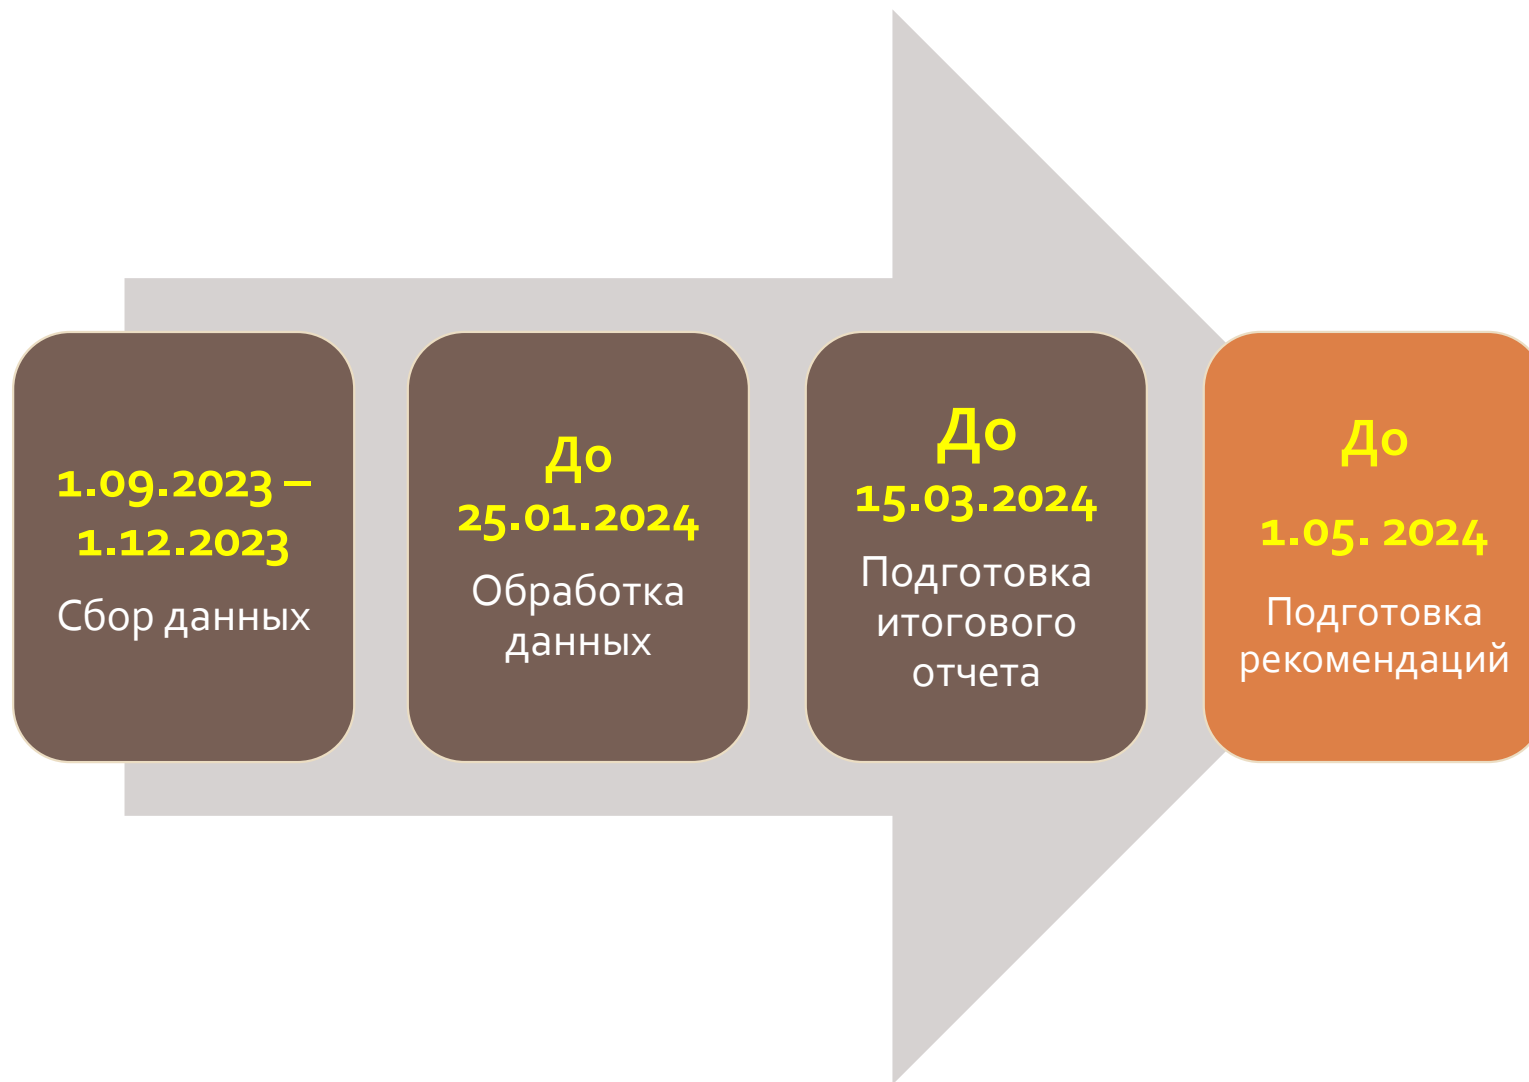 1.09.2023 –
1.12.2023
Сбор данных
До
25.01.2024
Обработка
данных
До
15.03.2024
Подготовка
итогового
отчета
До
1.05. 2024
Подготовка
рекомендаций